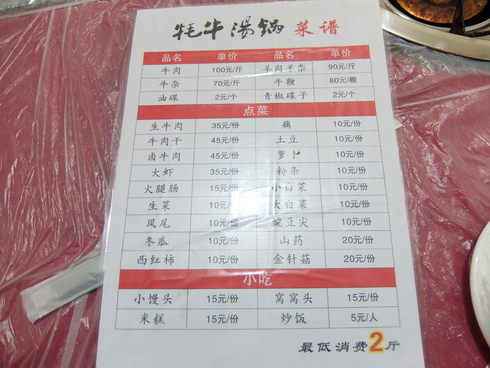 牦牛汤锅 菜谱
品名 单价 品名 单价
牛肉 100元/斤 羊肉羊杂 90元/斤
牛杂 70元/斤 牛鞭 80元/根
油碟 2元/个 青椒碟子 2元/个
点菜
生牛肉 35元/份 藕 10元/份
牛肉干 45元/份 土豆 10元/份
卤牛肉 45元/份 萝卜 10元/份
大虾 35元/份 粉条 10元/份
火腿肠 15元/份 小白菜 10元/份
生菜 10元/份 大白菜 10元/份
凤尾 10元/份 豌豆尖 10元/份
冬瓜 10元/份 山药 20元/份
西红柿 10元/份 金针菇 20元/份
小吃
小馒头 15元/份 窝窝头 15元/份
米糕 15元/份 炒饭 5元/人
最低消费2斤